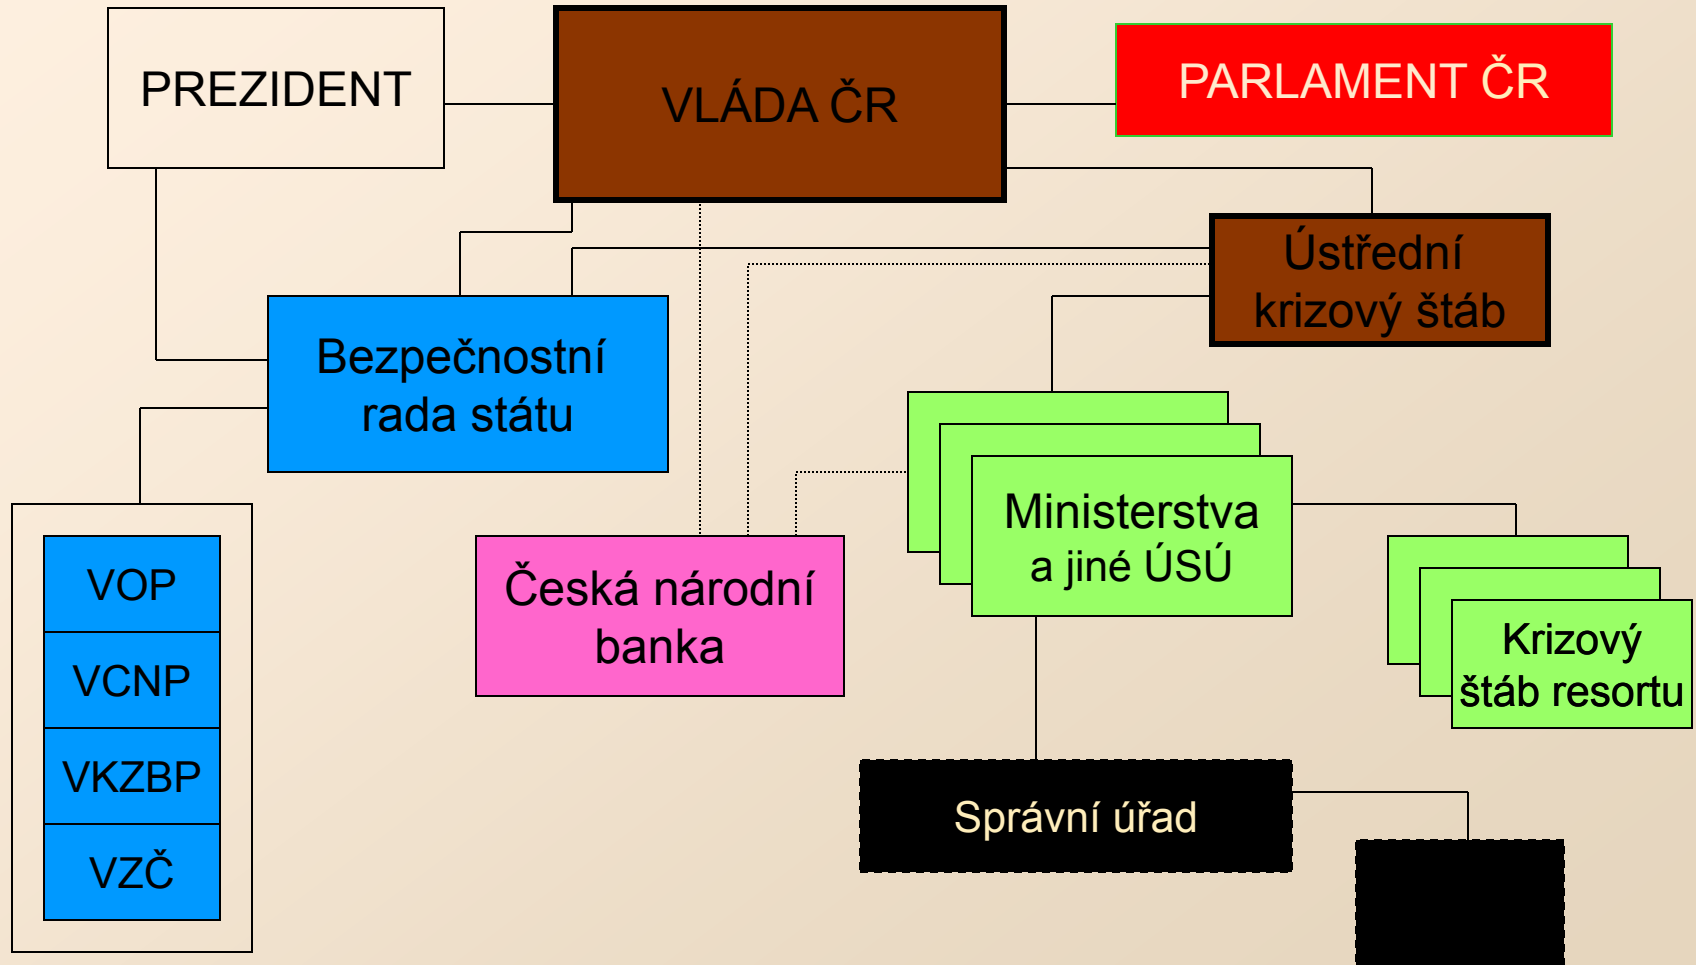 PREZIDENT
VLÁDA ČR
PARLAMENT ČR
Ústřední
krizový štáb
Bezpečnostní
rada státu
Ministerstva
a jiné ÚSÚ
Česká národní
banka
Krizový
štáb resortu
VOP
VCNP
VKZBP
VZČ
Správní úřad